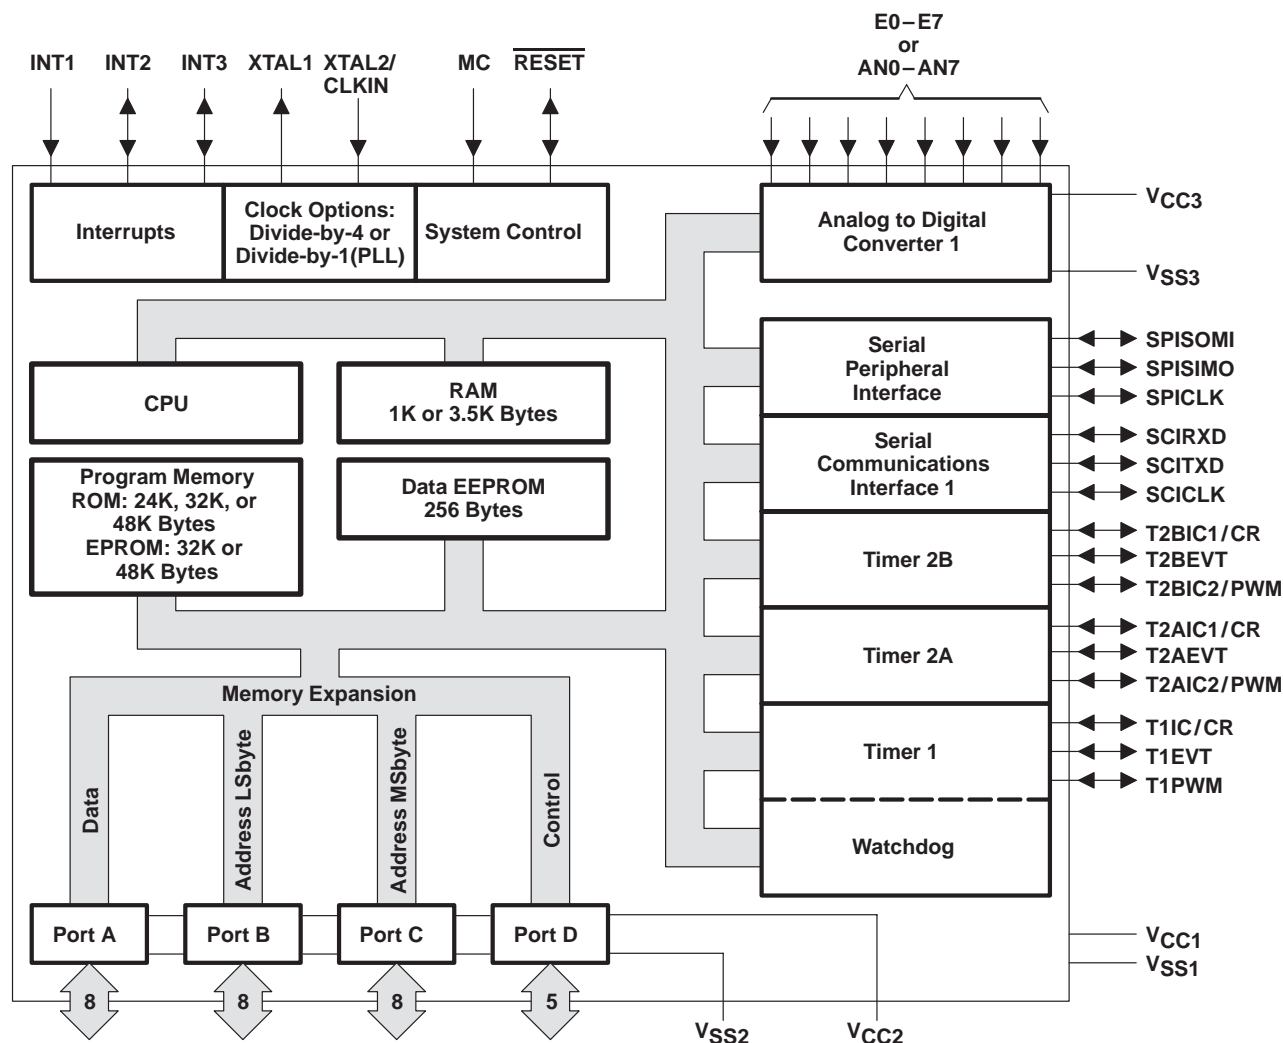 E0–E7
or
AN0–AN7
INT1
INT2
INT3
XTAL1
XTAL2/
CLKIN
MC
RESET
Interrupts
Clock Options:
Divide-by-4 or
Divide-by-1(PLL)
System Control
Analog to Digital
Converter 1
VCC3
VSS3
CPU
RAM
1K or 3.5K Bytes
Serial
Peripheral
Interface
SPISOMI
SPISIMO
SPICLK
Program Memory
ROM: 24K, 32K, or
48K Bytes
EPROM: 32K or
48K Bytes
Data EEPROM
256 Bytes
Serial
Communications
Interface 1
SCIRXD
SCITXD
SCICLK
Timer 2B
T2BIC1/CR
T2BEVT
T2BIC2/PWM
Timer 2A
T2AIC1/CR
T2AEVT
T2AIC2/PWM
Memory Expansion
Timer 1
T1IC/CR
T1EVT
T1PWM
Data
Address LSbyte
Address MSbyte
Control
Watchdog
Port A
Port B
Port C
Port D
VCC1
VSS1
8
8
8
5
VSS2
VCC2